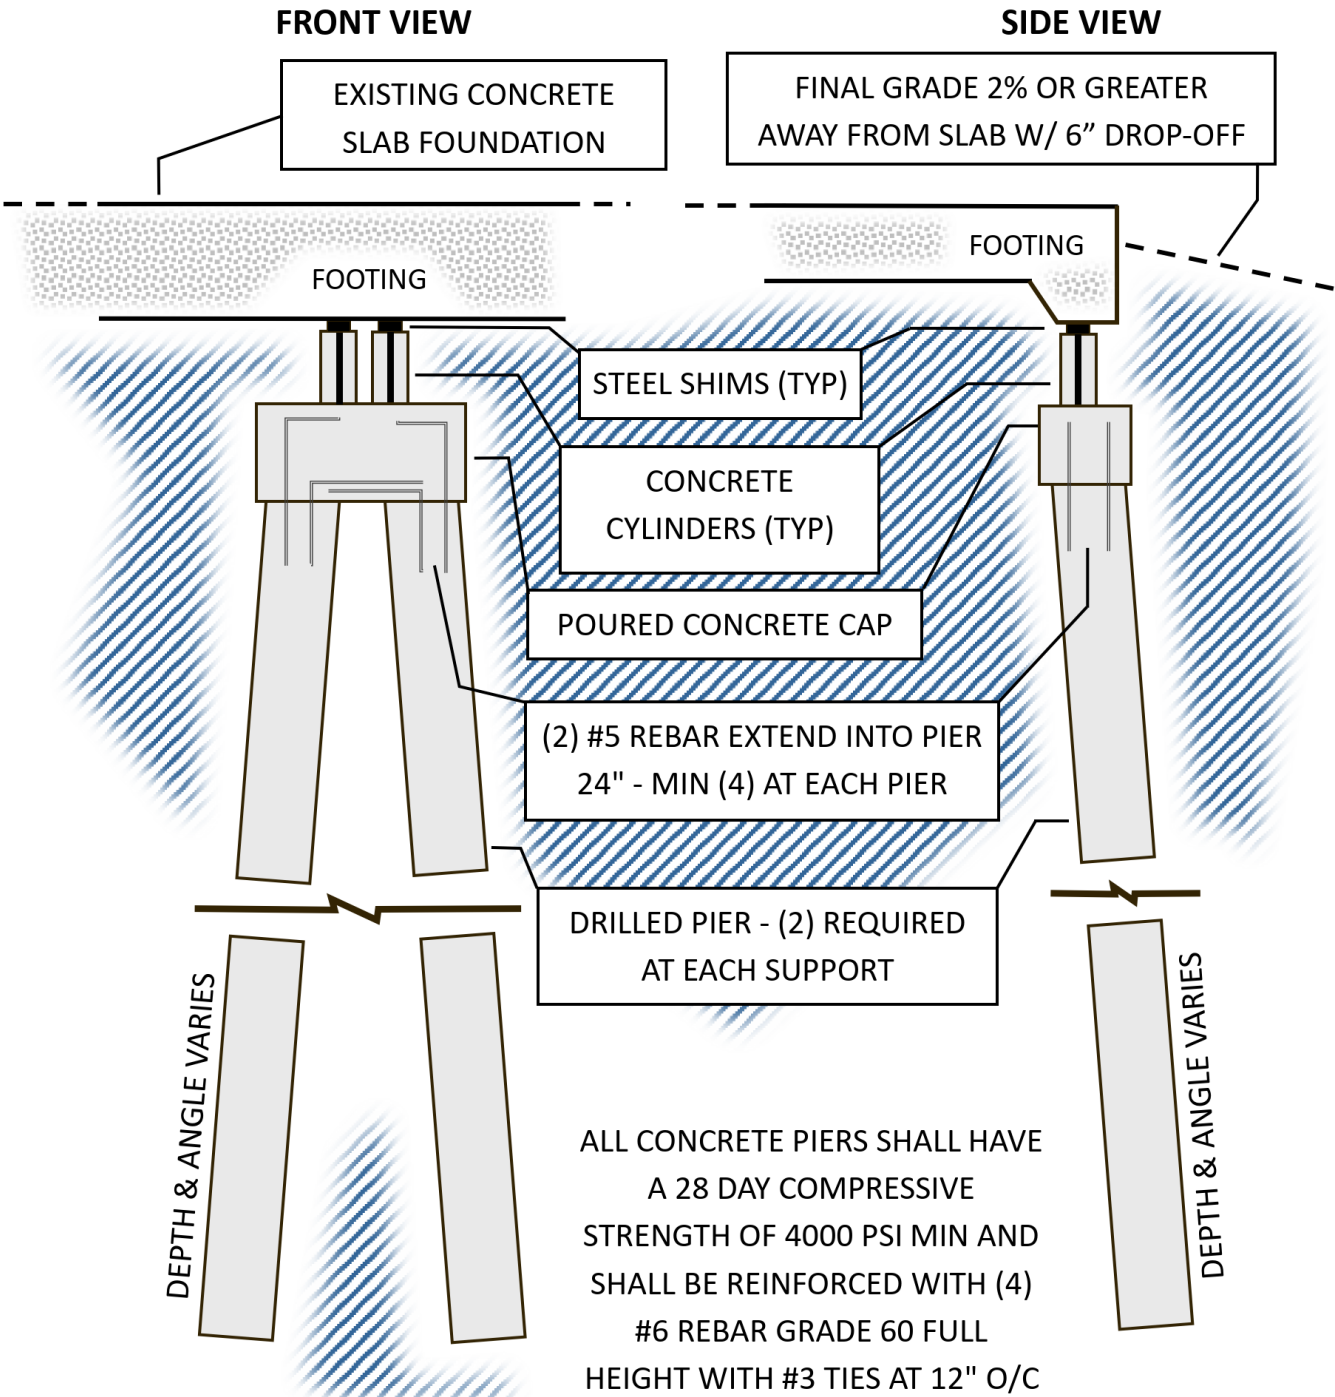 FRONT VIEW
SIDE VIEW
EXISTING CONCRETE
SLAB FOUNDATION
FINAL GRADE 2% OR GREATER
AWAY FROM SLAB W/ 6” DROP-OFF
FOOTING
FOOTING
STEEL SHIMS (TYP)
CONCRETE
CYLINDERS (TYP)
POURED CONCRETE CAP
(2) #5 REBAR EXTEND INTO PIER
24" - MIN (4) AT EACH PIER
DRILLED PIER - (2) REQUIRED
AT EACH SUPPORT
DEPTH & ANGLE VARIES
DEPTH & ANGLE VARIES
ALL CONCRETE PIERS SHALL HAVE
A 28 DAY COMPRESSIVE
STRENGTH OF 4000 PSI MIN AND
SHALL BE REINFORCED WITH (4)
#6 REBAR GRADE 60 FULL
HEIGHT WITH #3 TIES AT 12" O/C